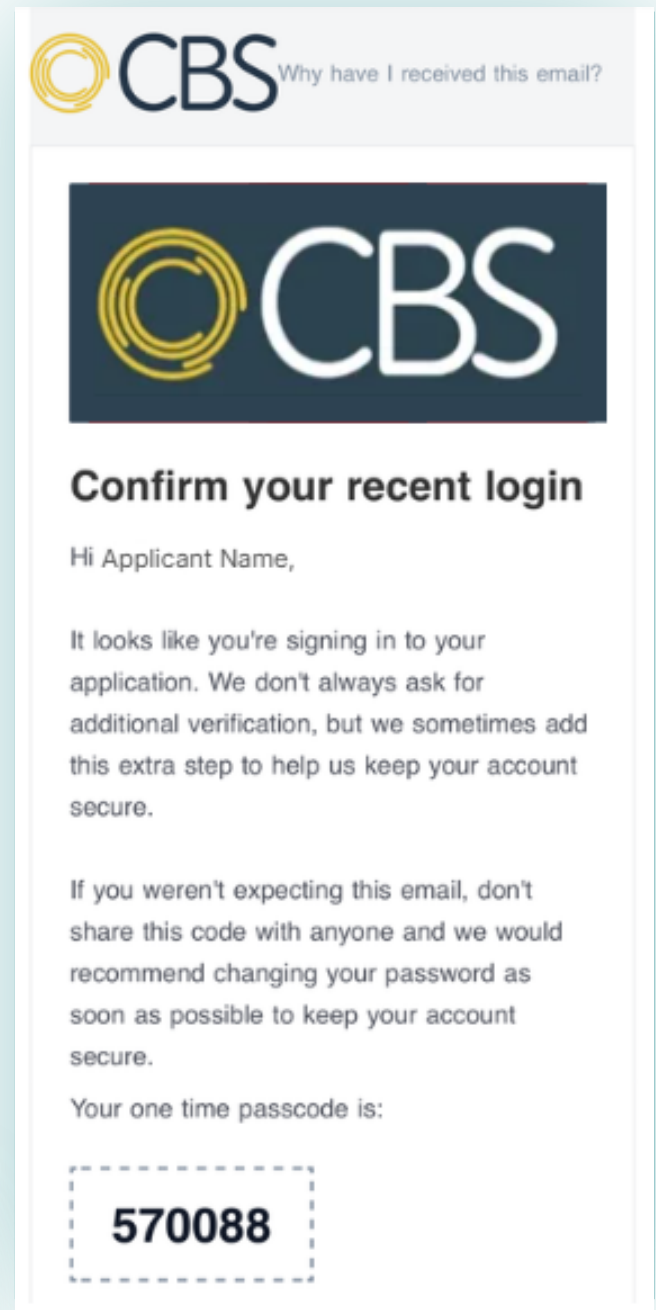 CBS Why have I received this email?
CBS
Confirm your recent login
Hi Applicant Name,
It looks like you're signing in to your
application. We don't always ask for
additional verification, but we sometimes add
this extra step to help us keep your account
secure.
If you weren't expecting this email, don't
share this code with anyone and we would
recommend changing your password as
soon as possible to keep your account
secure.
Your one time passcode is:
570088